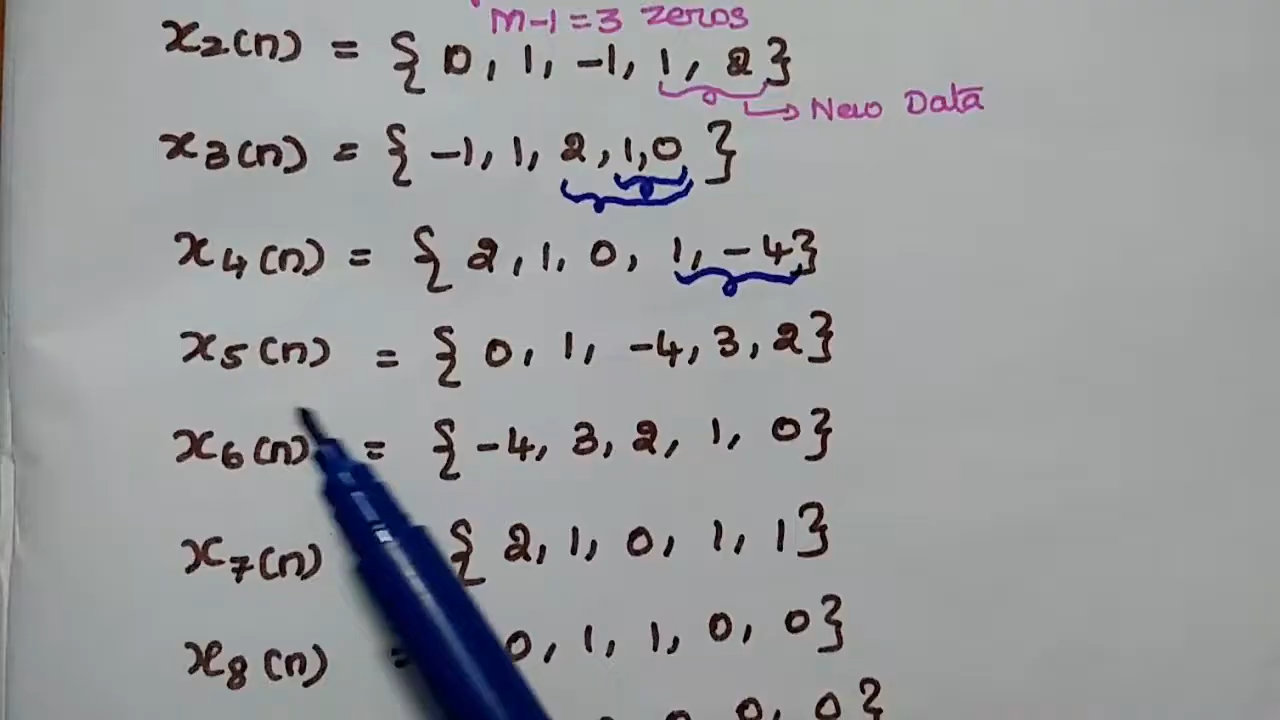 M-1 = 3 zeros
x2(n) = { 0, 1, -1, 1, 2}
New Data
x3(n) = { -1, 1, 2, 1, 0 }
x4(n) = { 2, 1, 0, 1, -4}
x5(n) = { 0, 1, -4, 3, 2}
x6(n) = { -4, 3, 2, 1, 0}
x7(n) { 2, 1, 0, 1, 1}
x8(n) = 0, 1, 1, 0, 0}
0, 0}